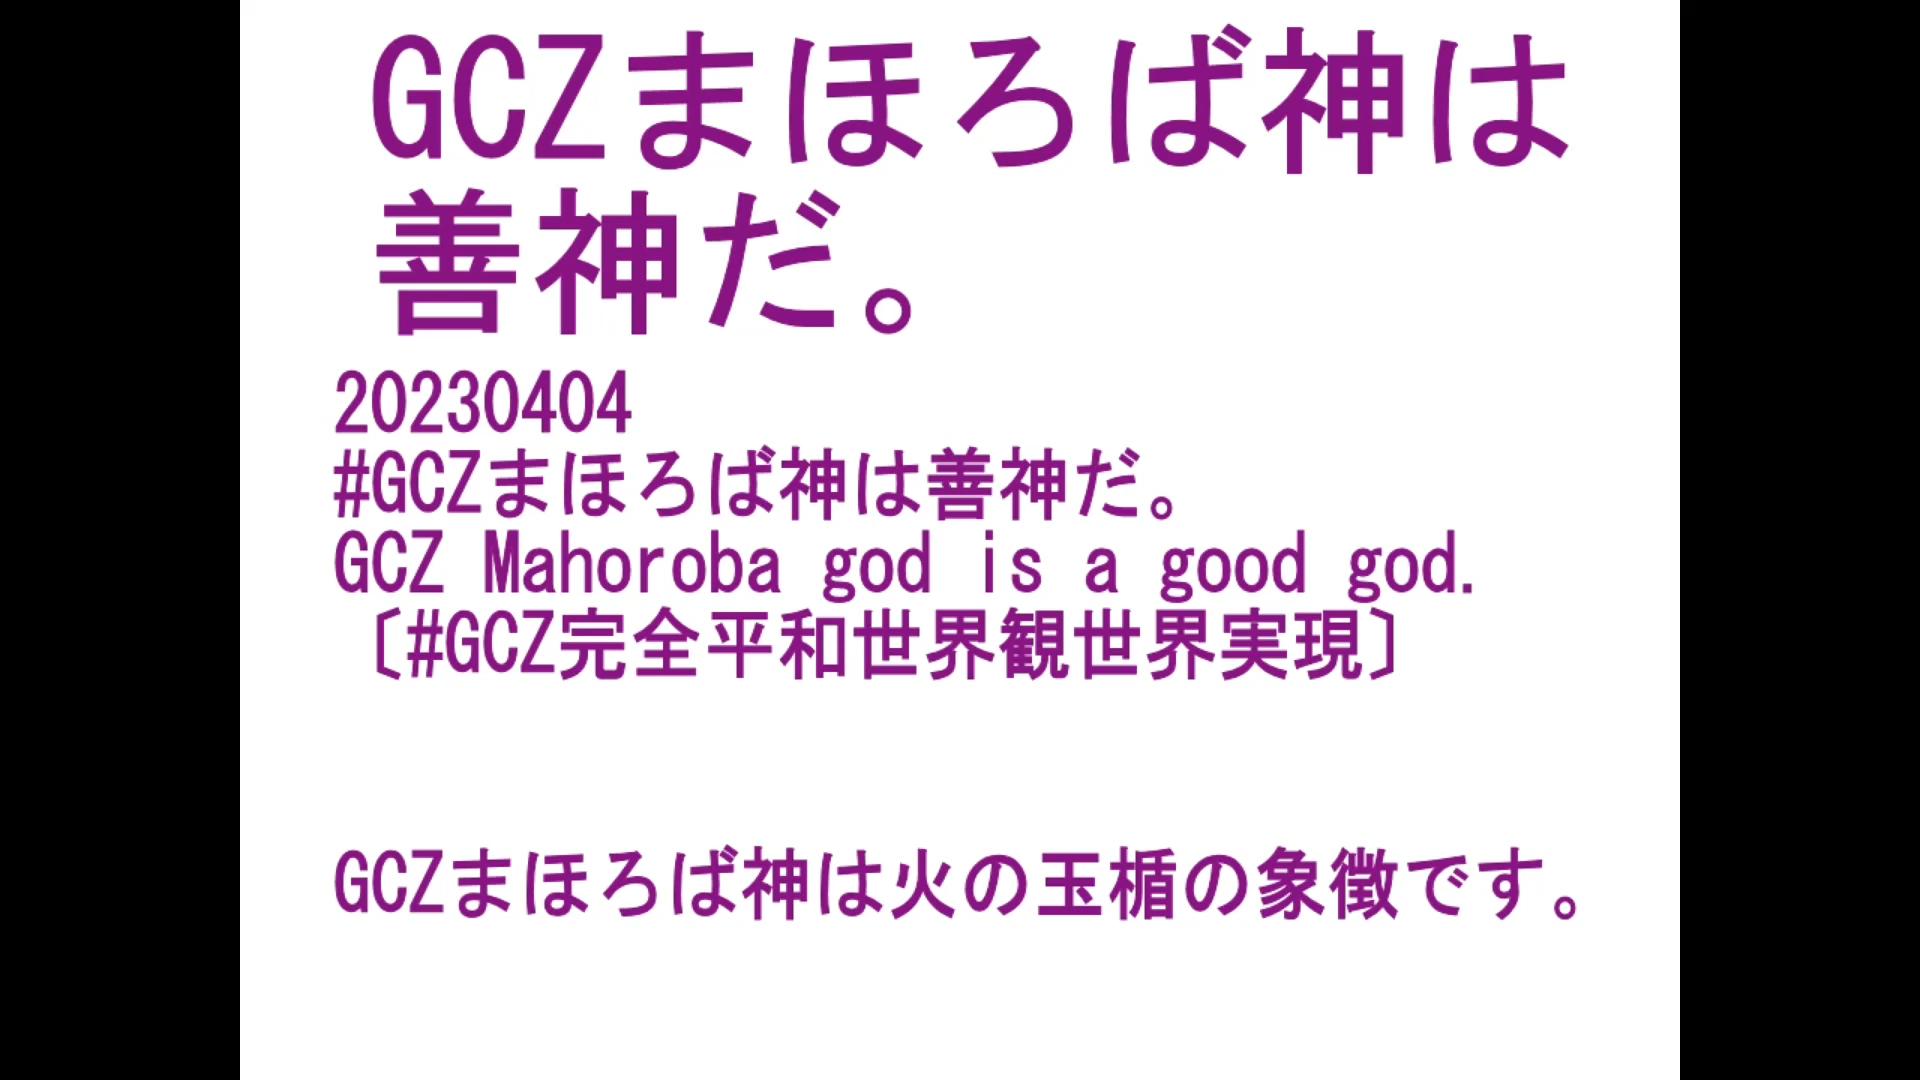 GCZまほろば神は
善神だ。
20230404
#GCZまほろば神は善神だ。
GCZ Mahoroba god is a good god.
〔#GCZ完全平和世界観世界実現〕
GCZまほろば神は火の玉楯の象徴です。